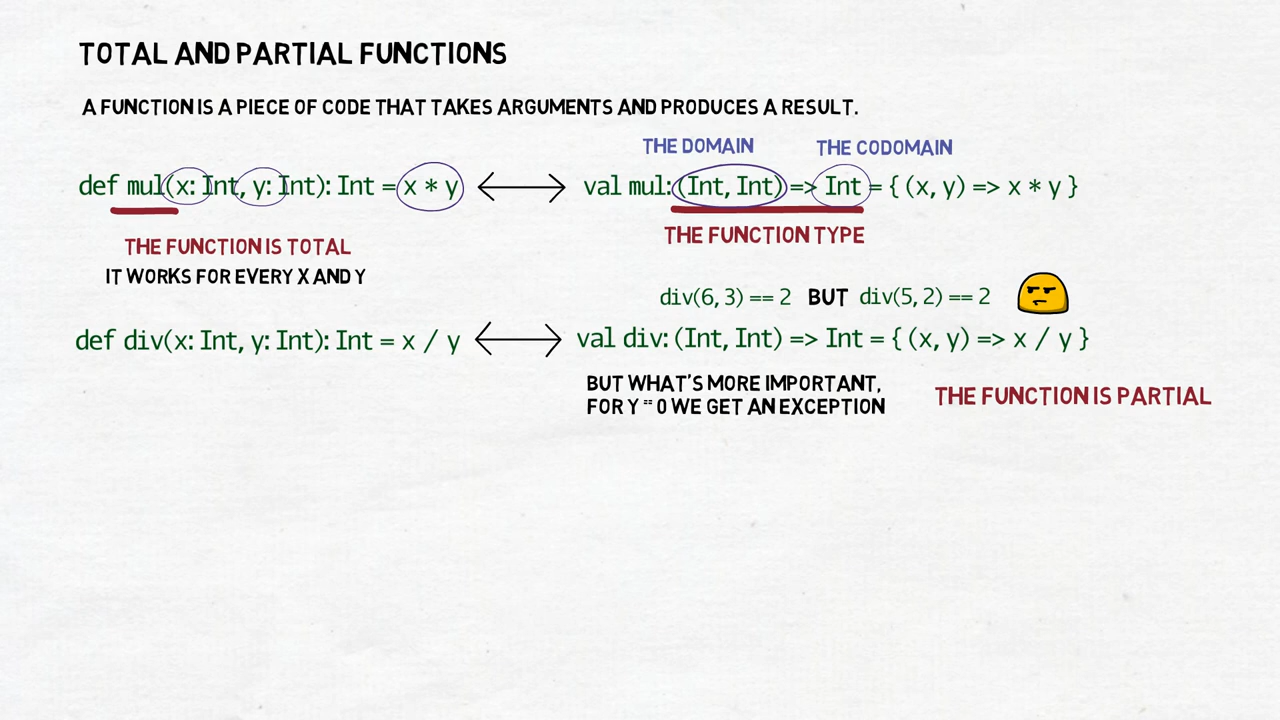 TOTAL AND PARTIAL FUNCTIONS
A FUNCTION IS A PIECE OF CODE THAT TAKES ARGUMENTS AND PRODUCES A RESULT.
THE DOMAIN THE CODOMAIN
def mul(x: Int, y: Int): Int = x * y val mul: (Int, Int) => Int = { (x, y) => x * y }
THE FUNCTION IS TOTAL THE FUNCTION TYPE
IT WORKS FOR EVERY X AND Y
div(6, 3) == 2 BUT div(5, 2) == 2
def div(x: Int, y: Int): Int = x / y val div: (Int, Int) => Int = { (x, y) => x / y }
BUT WHAT'S MORE IMPORTANT,
FOR Y == 0 WE GET AN EXCEPTION THE FUNCTION IS PARTIAL